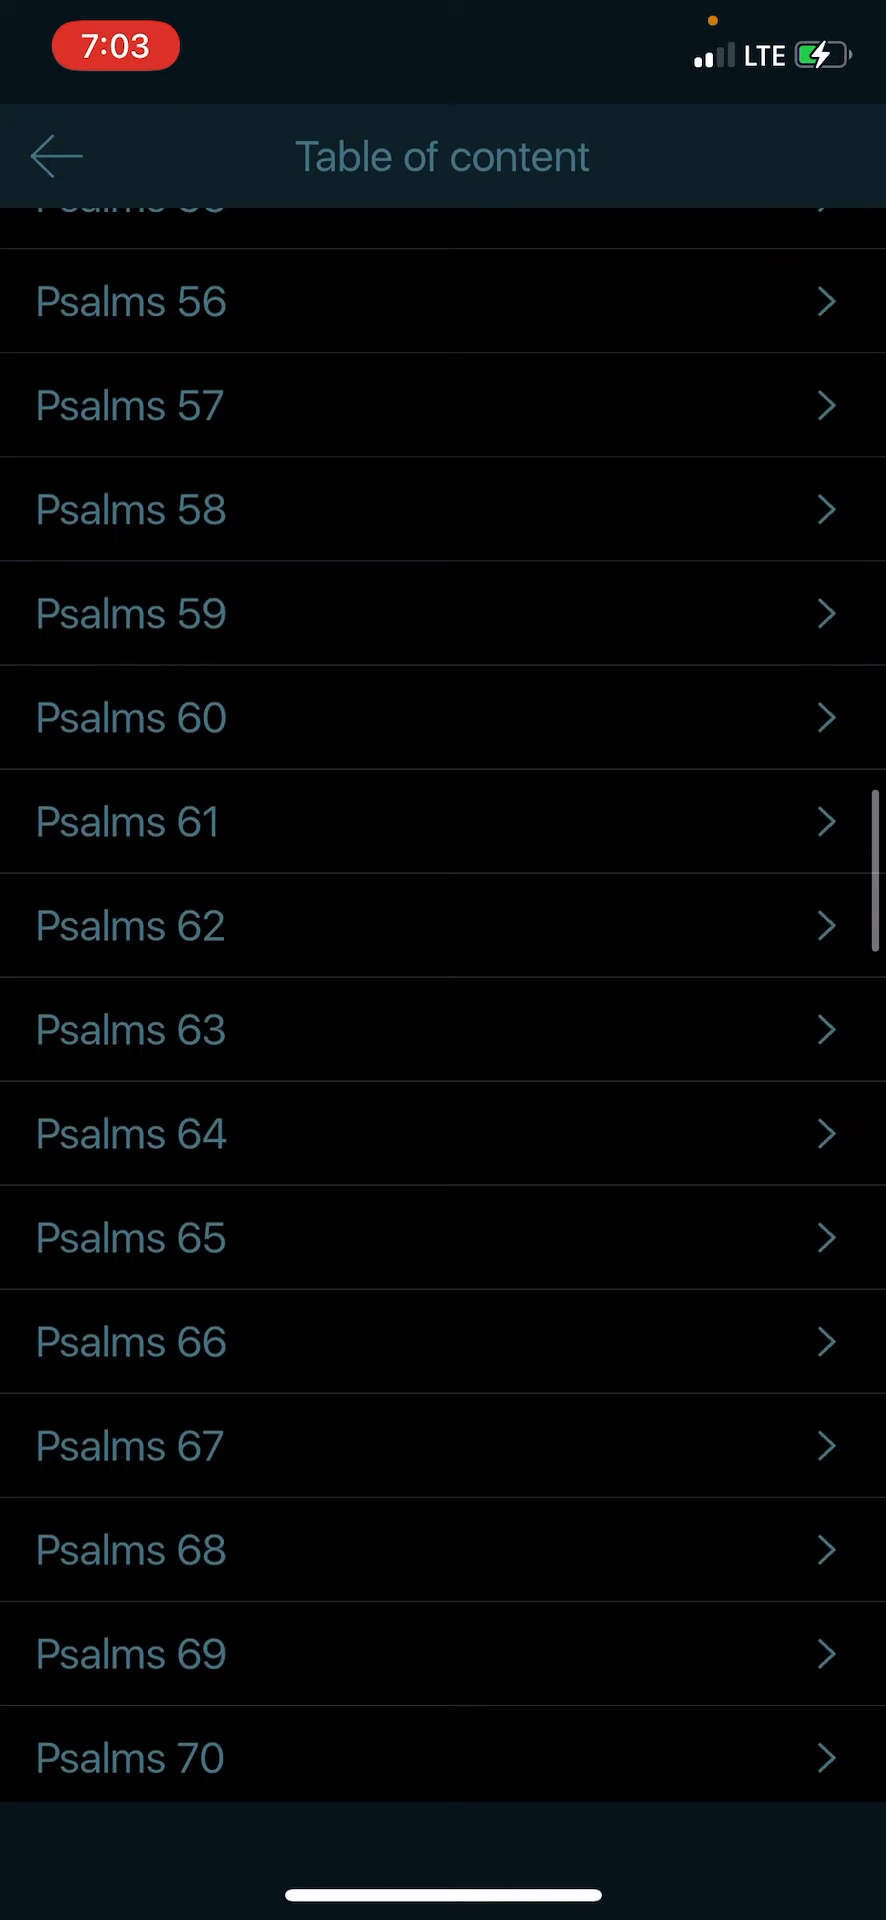 7:03
LTE
Table of content
Psalms 56
Psalms 57
Psalms 58
Psalms 59
Psalms 60
Psalms 61
Psalms 62
Psalms 63
Psalms 64
Psalms 65
Psalms 66
Psalms 67
Psalms 68
Psalms 69
Psalms 70